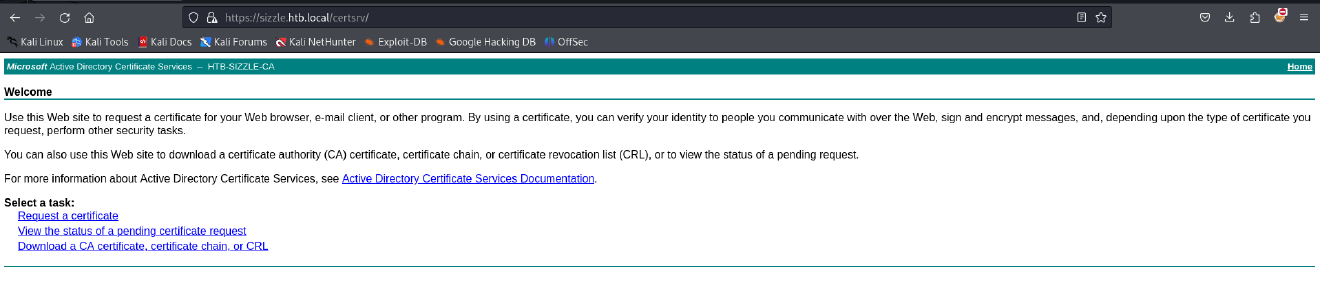 https://sizzle.htb.local/certsrv/
Kali Linux Kali Tools Kali Docs Kali Forums Kali NetHunter Exploit-DB Google Hacking DB OffSec
Microsoft Active Directory Certificate Services -- HTB-SIZZLE-CA Home
Welcome
Use this Web site to request a certificate for your Web browser, e-mail client, or other program. By using a certificate, you can verify your identity to people you communicate with over the Web, sign and encrypt messages, and, depending upon the type of certificate you
request, perform other security tasks.
You can also use this Web site to download a certificate authority (CA) certificate, certificate chain, or certificate revocation list (CRL), or to view the status of a pending request.
For more information about Active Directory Certificate Services, see Active Directory Certificate Services Documentation.
Select a task:
Request a certificate
View the status of a pending certificate request
Download a CA certificate, certificate chain, or CRL